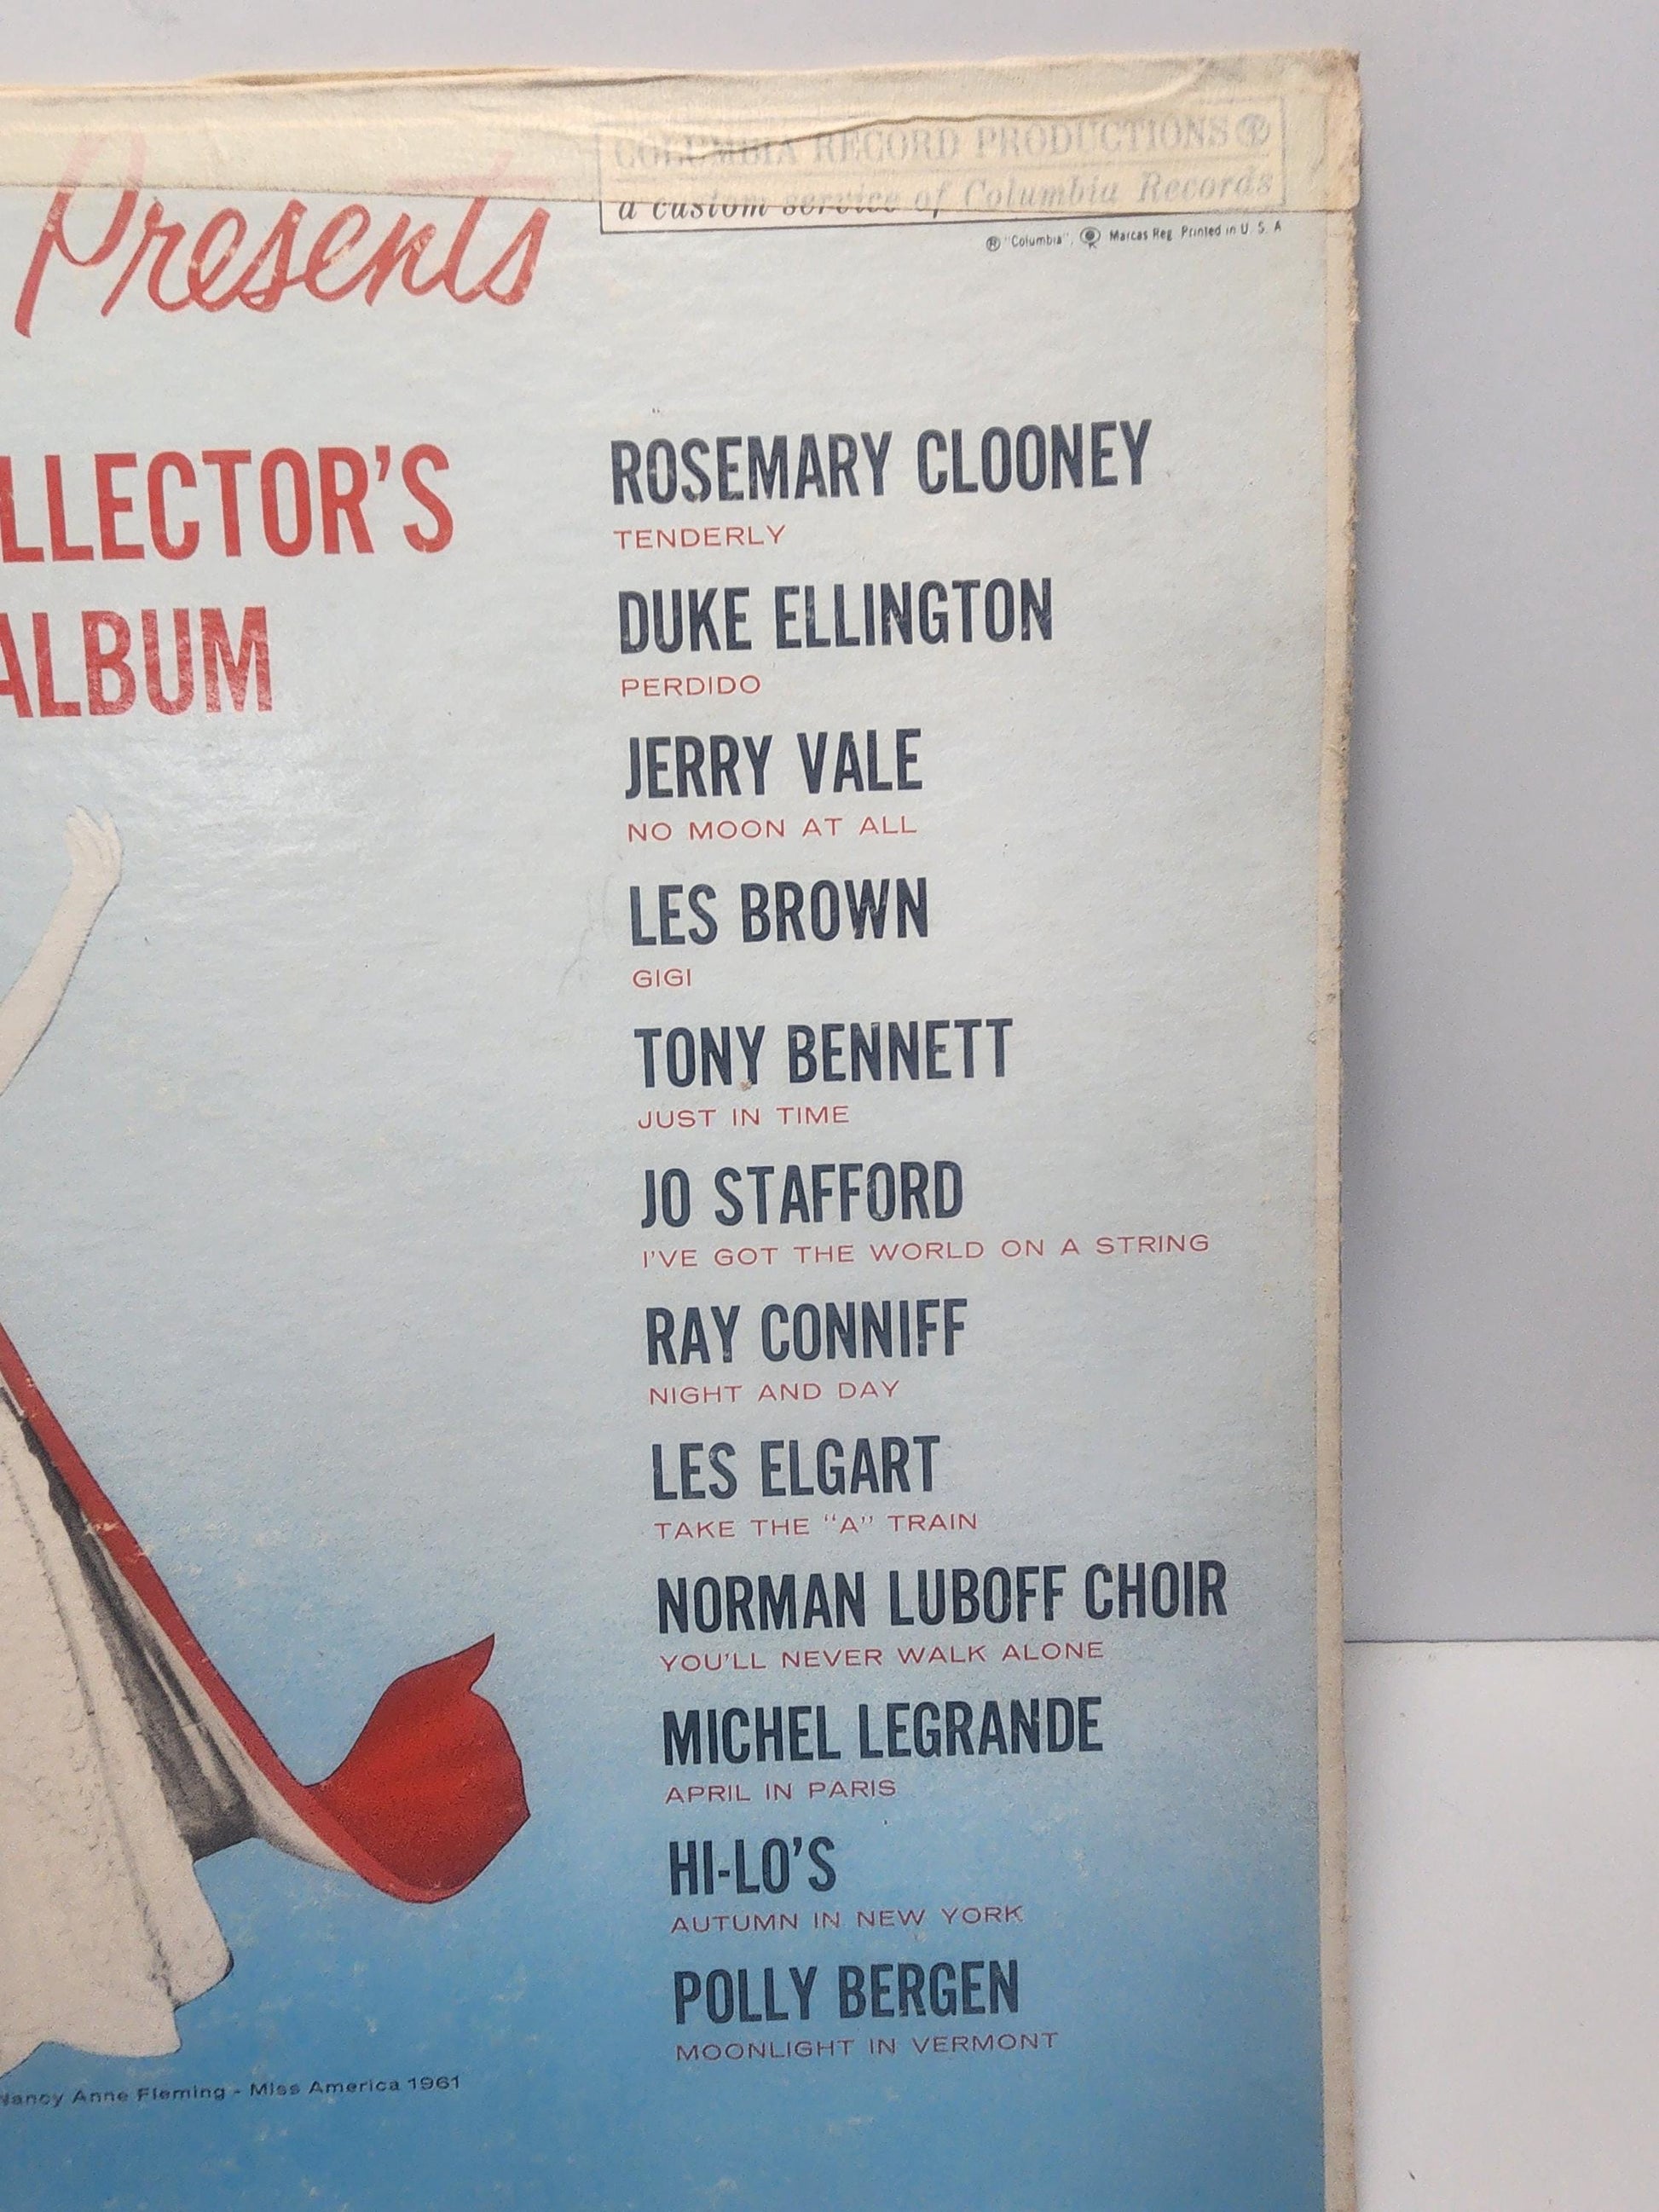 Presents
COLUMBIA RECORD PRODUCTIONS ®
a custom service of Columbia Records
® "Columbia", Marcas Reg. Printed in U. S. A
LLECTOR'S
ALBUM
ROSEMARY CLOONEY
TENDERLY
DUKE ELLINGTON
PERDIDO
JERRY VALE
NO MOON AT ALL
LES BROWN
GIGI
TONY BENNETT
JUST IN TIME
JO STAFFORD
I'VE GOT THE WORLD ON A STRING
RAY CONNIFF
NIGHT AND DAY
LES ELGART
TAKE THE "A" TRAIN
NORMAN LUBOFF CHOIR
YOU'LL NEVER WALK ALONE
MICHEL LEGRANDE
APRIL IN PARIS
HI-LO'S
AUTUMN IN NEW YORK
POLLY BERGEN
MOONLIGHT IN VERMONT
Nancy Anne Fleming - Miss America 1961